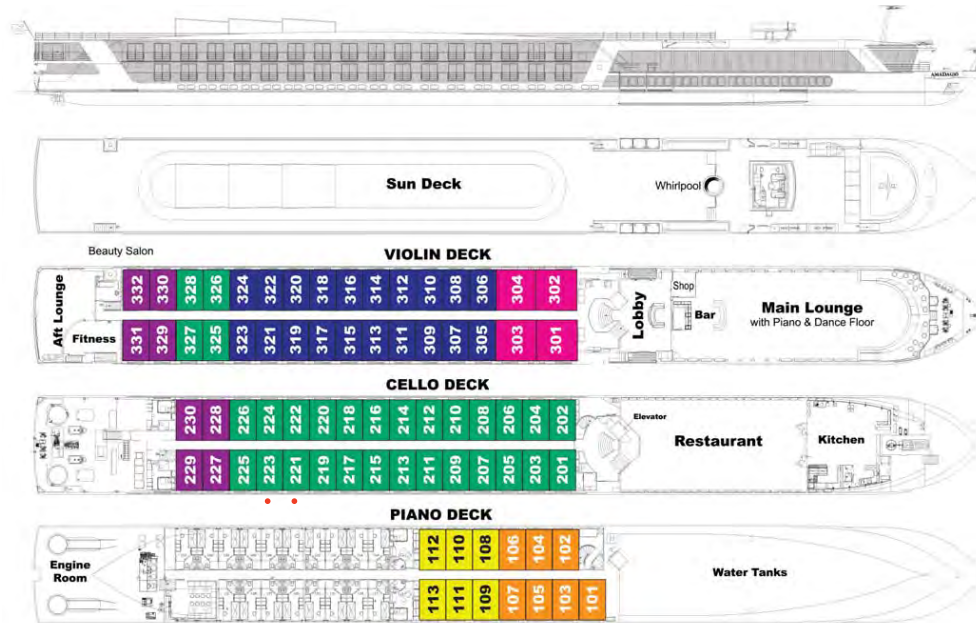 AMADAGIO
Sun Deck
Whirlpool
Beauty Salon
VIOLIN DECK
Aft Lounge
Fitness
332 330 328 326 324 322 320 318 316 314 312 310 308 306 304 302
331 329 327 325 323 321 319 317 315 313 311 309 307 305 303 301
Lobby
Shop
Bar
Main Lounge
with Piano & Dance Floor
CELLO DECK
230 228 226 224 222 220 218 216 214 212 210 208 206 204 202
229 227 225 223 221 219 217 215 213 211 209 207 205 203 201
Elevator
Restaurant
Kitchen
PIANO DECK
Engine
Room
112 110 108 106 104 102
113 111 109 107 105 103 101
Water Tanks